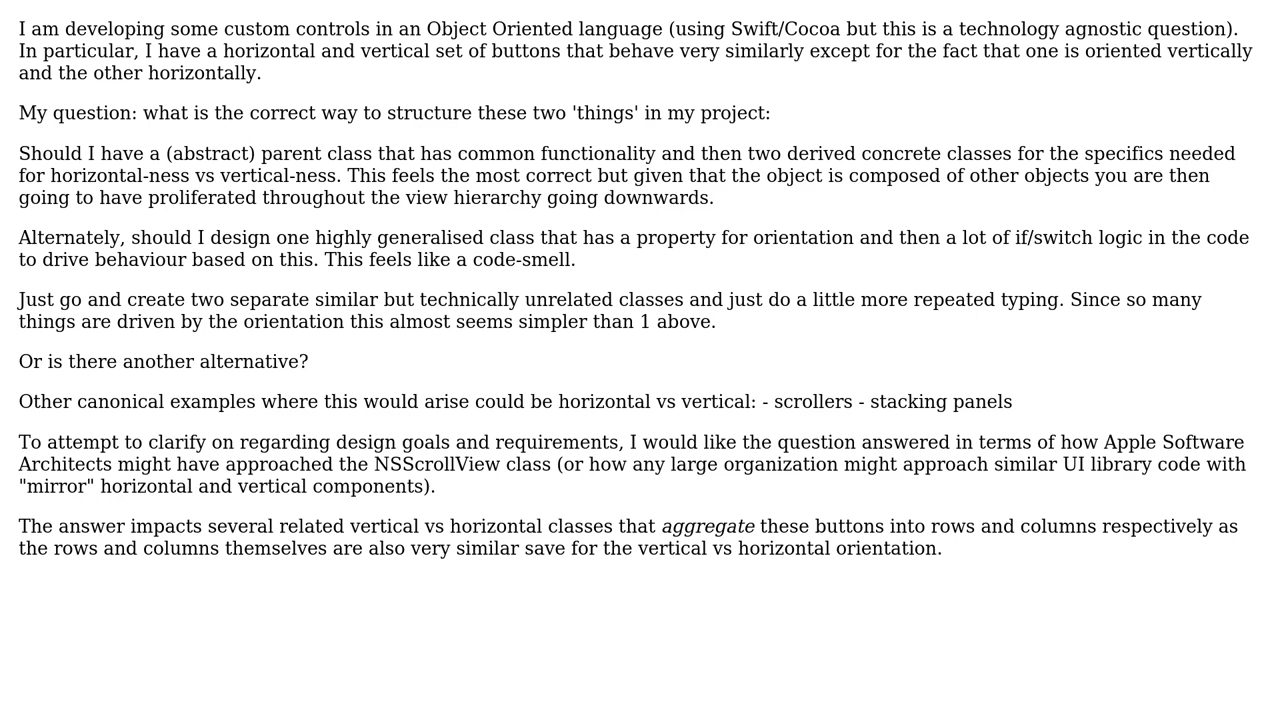 I am developing some custom controls in an Object Oriented language (using Swift/Cocoa but this is a technology agnostic question).
In particular, I have a horizontal and vertical set of buttons that behave very similarly except for the fact that one is oriented vertically
and the other horizontally.
My question: what is the correct way to structure these two 'things' in my project:
Should I have a (abstract) parent class that has common functionality and then two derived concrete classes for the specifics needed
for horizontal-ness vs vertical-ness. This feels the most correct but given that the object is composed of other objects you are then
going to have proliferated throughout the view hierarchy going downwards.
Alternately, should I design one highly generalised class that has a property for orientation and then a lot of if/switch logic in the code
to drive behaviour based on this. This feels like a code-smell.
Just go and create two separate similar but technically unrelated classes and just do a little more repeated typing. Since so many
things are driven by the orientation this almost seems simpler than 1 above.
Or is there another alternative?
Other canonical examples where this would arise could be horizontal vs vertical: - scrollers - stacking panels
To attempt to clarify on regarding design goals and requirements, I would like the question answered in terms of how Apple Software
Architects might have approached the NSScrollView class (or how any large organization might approach similar UI library code with
"mirror" horizontal and vertical components).
The answer impacts several related vertical vs horizontal classes that aggregate these buttons into rows and columns respectively as
the rows and columns themselves are also very similar save for the vertical vs horizontal orientation.